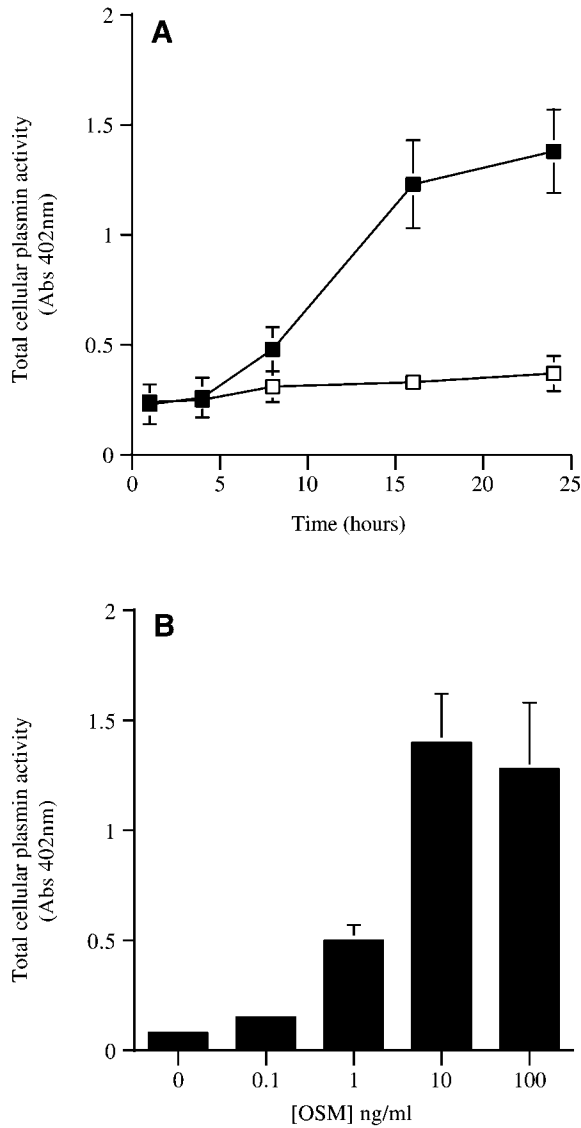 A
2
1.5
1
0.5
0
Total cellular plasmin activity
(Abs 402nm)
0 5 10 15 20 25
Time (hours)
B
2
1.5
1
0.5
0
Total cellular plasmin activity
(Abs 402nm)
0 0.1 1 10 100
[OSM] ng/ml